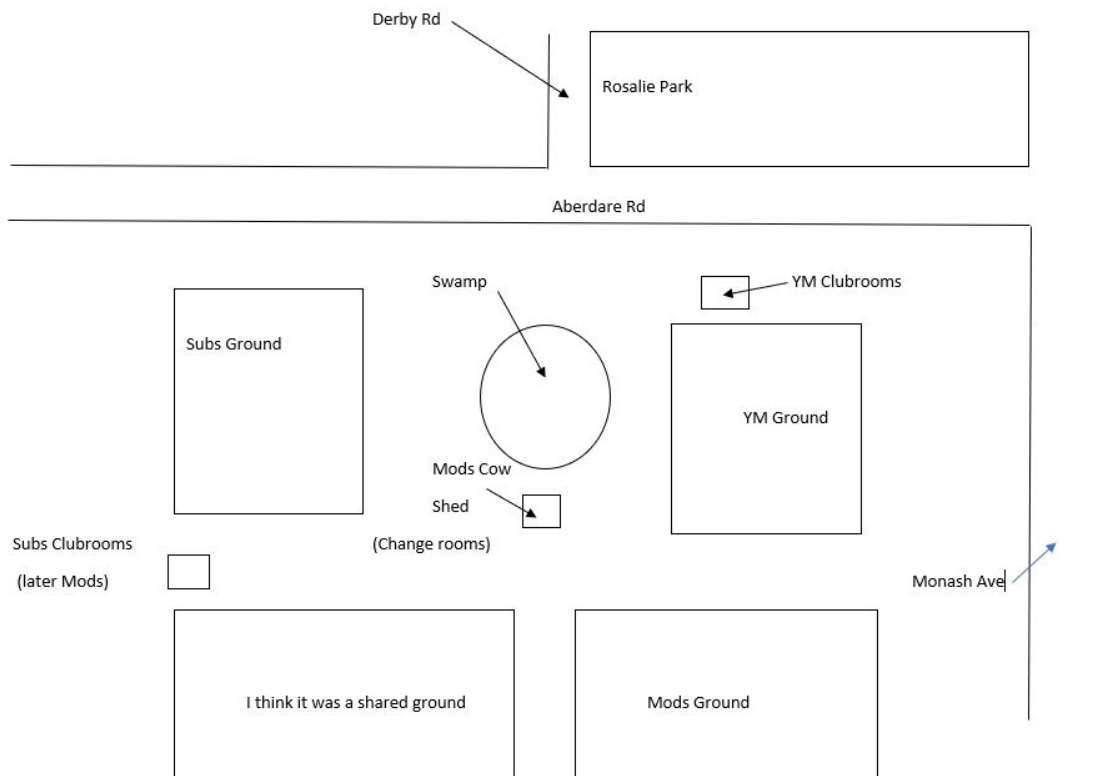 Derby Rd
Rosalie Park
Aberdare Rd
Swamp
YM Clubrooms
Subs Ground
YM Ground
Mods Cow
Shed
(Change rooms)
Subs Clubrooms
(later Mods)
Monash Ave
I think it was a shared ground
Mods Ground